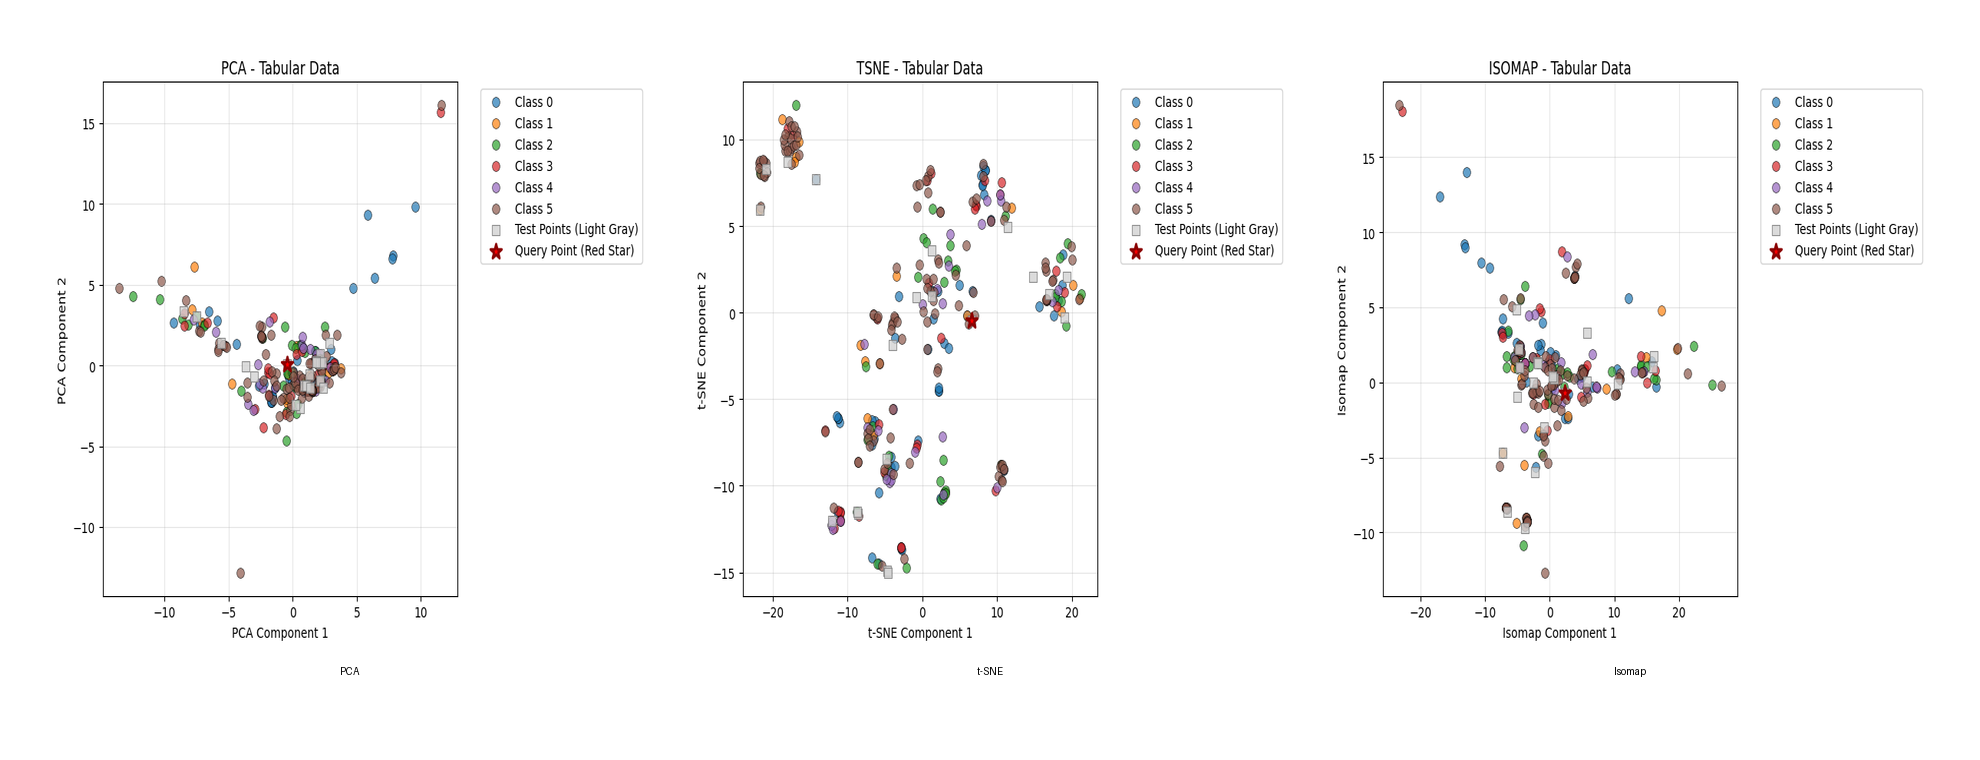 PCA - Tabular Data
15
10
5
0
−5
−10
−10
−5
0
5
10
PCA Component 2
PCA Component 1
Class 0
Class 1
Class 2
Class 3
Class 4
Class 5
Test Points (Light Gray)
Query Point (Red Star)
PCA
TSNE - Tabular Data
10
5
0
−5
−10
−15
−20
−10
0
10
20
t-SNE Component 2
t-SNE Component 1
Class 0
Class 1
Class 2
Class 3
Class 4
Class 5
Test Points (Light Gray)
Query Point (Red Star)
t-SNE
ISOMAP - Tabular Data
15
10
5
0
−5
−10
−20
−10
0
10
20
Isomap Component 2
Isomap Component 1
Class 0
Class 1
Class 2
Class 3
Class 4
Class 5
Test Points (Light Gray)
Query Point (Red Star)
Isomap